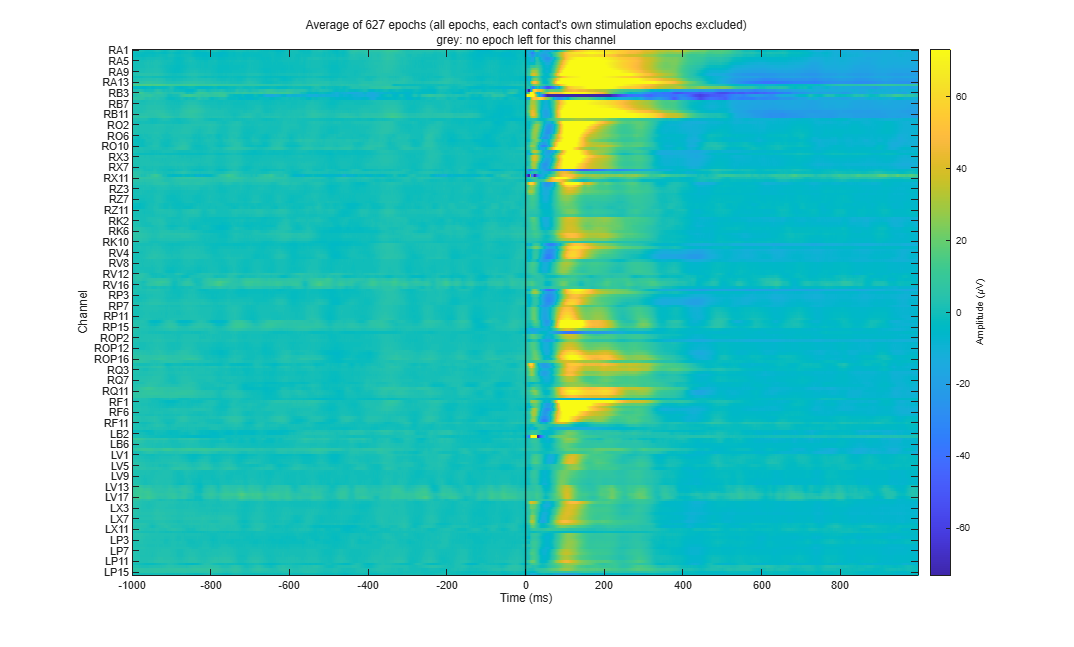 Average of 627 epochs (all epochs, each contact's own stimulation epochs excluded)
grey: no epoch left for this channel
RA1
RA5
RA9
RA13
RB3
RB7
RB11
RO2
RO6
RO10
RX3
RX7
RX11
RZ3
RZ7
RZ11
RK2
RK6
RK10
RV4
RV8
RV12
RV16
RP3
RP7
RP11
RP15
ROP2
ROP12
ROP16
RQ3
RQ7
RQ11
RF1
RF6
RF11
LB2
LB6
LV1
LV5
LV9
LV13
LV17
LX3
LX7
LX11
LP3
LP7
LP11
LP15
Channel
-1000 -800 -600 -400 -200 0 200 400 600 800
Time (ms)
60
40
20
0
-20
-40
-60
Amplitude (μV)